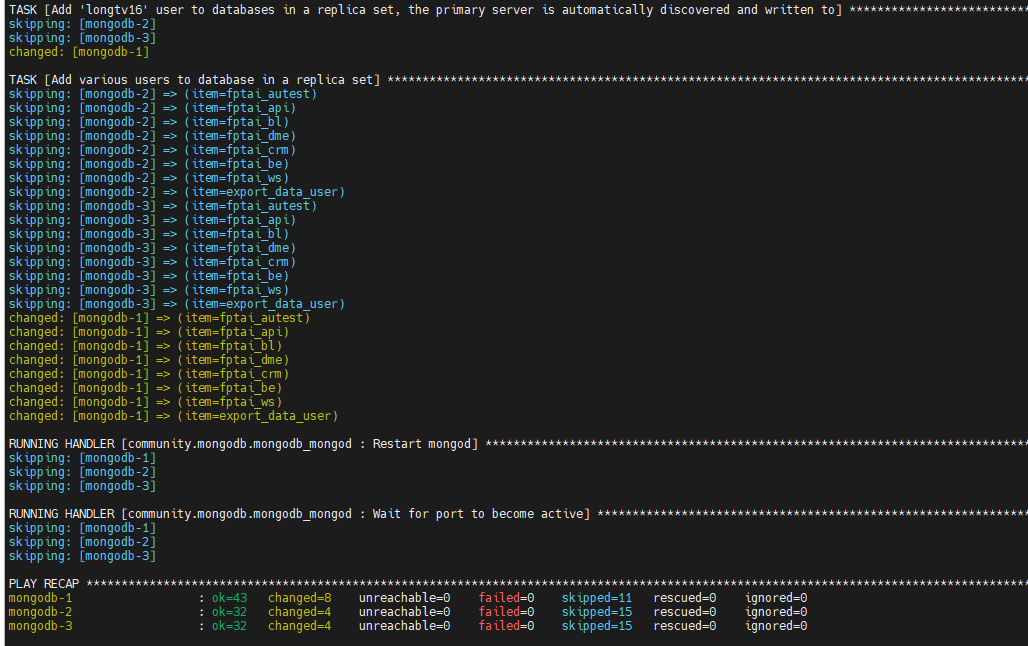 TASK [Add 'longtv16' user to databases in a replica set, the primary server is automatically discovered and written to] **************************
skipping: [mongodb-2]
skipping: [mongodb-3]
changed: [mongodb-1]
TASK [Add various users to database in a replica set] ********************************************************************************************
skipping: [mongodb-2] => (item=fptai_autest)
skipping: [mongodb-2] => (item=fptai_api)
skipping: [mongodb-2] => (item=fptai_bl)
skipping: [mongodb-2] => (item=fptai_dme)
skipping: [mongodb-2] => (item=fptai_crm)
skipping: [mongodb-2] => (item=fptai_be)
skipping: [mongodb-2] => (item=fptai_ws)
skipping: [mongodb-2] => (item=export_data_user)
skipping: [mongodb-3] => (item=fptai_autest)
skipping: [mongodb-3] => (item=fptai_api)
skipping: [mongodb-3] => (item=fptai_bl)
skipping: [mongodb-3] => (item=fptai_dme)
skipping: [mongodb-3] => (item=fptai_crm)
skipping: [mongodb-3] => (item=fptai_be)
skipping: [mongodb-3] => (item=fptai_ws)
skipping: [mongodb-3] => (item=export_data_user)
changed: [mongodb-1] => (item=fptai_autest)
changed: [mongodb-1] => (item=fptai_api)
changed: [mongodb-1] => (item=fptai_bl)
changed: [mongodb-1] => (item=fptai_dme)
changed: [mongodb-1] => (item=fptai_crm)
changed: [mongodb-1] => (item=fptai_be)
changed: [mongodb-1] => (item=fptai_ws)
changed: [mongodb-1] => (item=export_data_user)
RUNNING HANDLER [community.mongodb.mongodb_mongod : Restart mongod] ******************************************************************************
skipping: [mongodb-1]
skipping: [mongodb-2]
skipping: [mongodb-3]
RUNNING HANDLER [community.mongodb.mongodb_mongod : Wait for port to become active] **************************************************************
skipping: [mongodb-1]
skipping: [mongodb-2]
skipping: [mongodb-3]
PLAY RECAP ***************************************************************************************************************************************
mongodb-1 : ok=43 changed=8 unreachable=0 failed=0 skipped=11 rescued=0 ignored=0
mongodb-2 : ok=32 changed=4 unreachable=0 failed=0 skipped=15 rescued=0 ignored=0
mongodb-3 : ok=32 changed=4 unreachable=0 failed=0 skipped=15 rescued=0 ignored=0